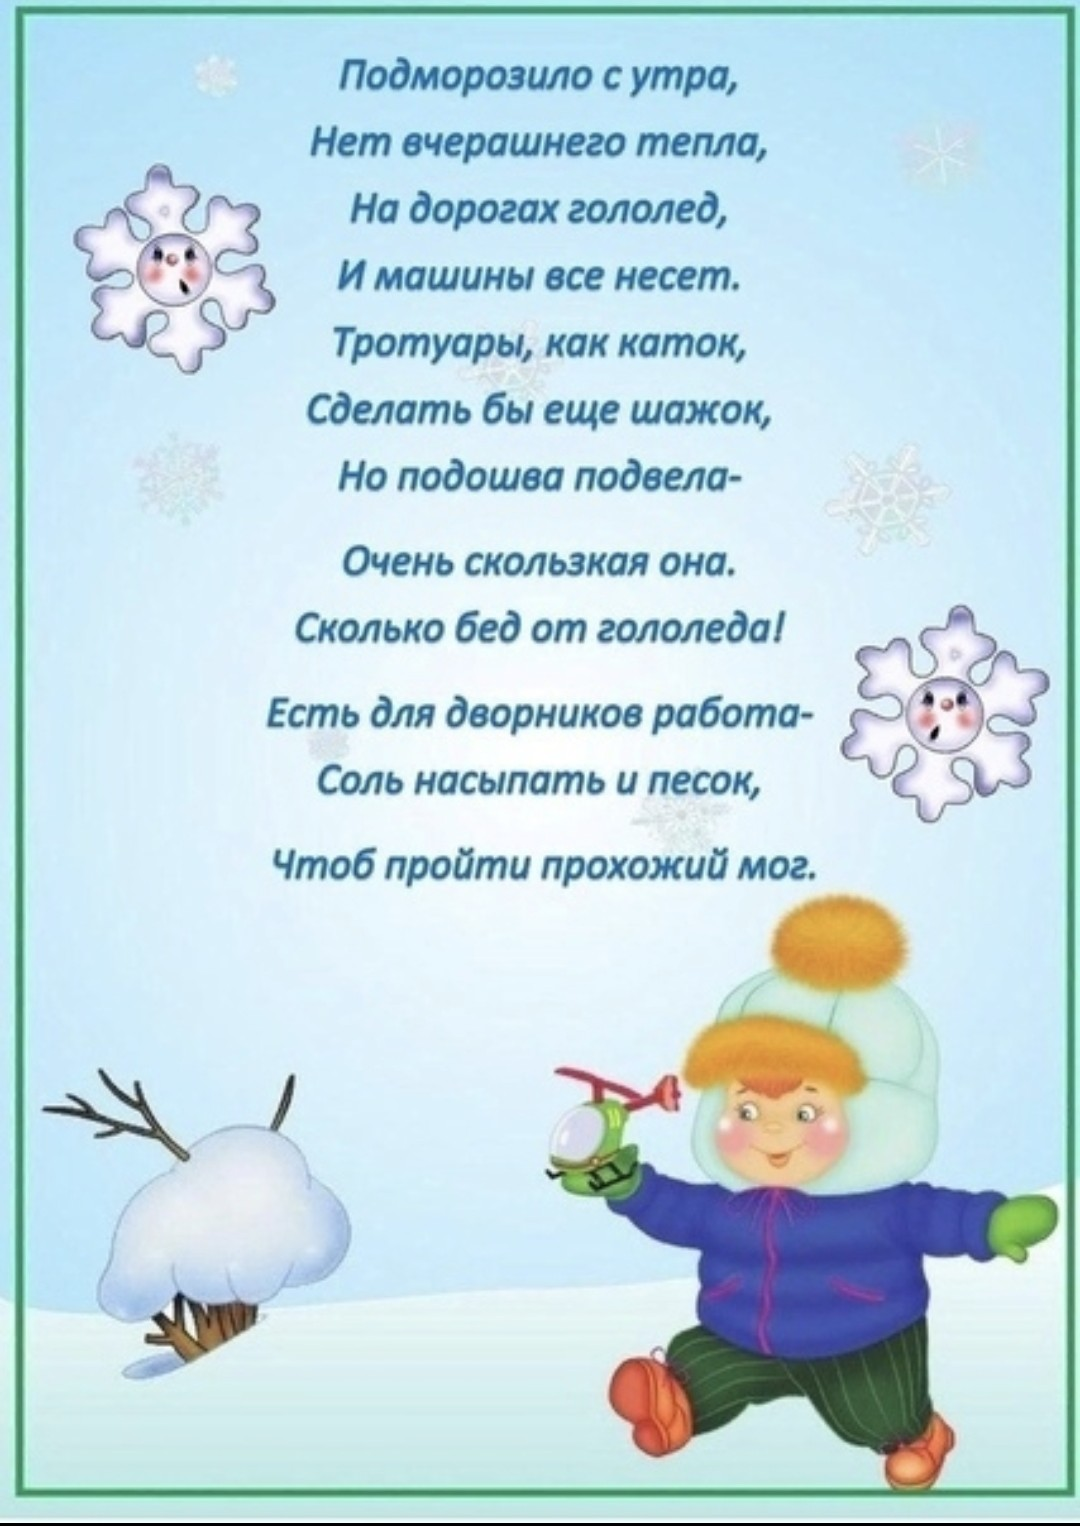 Подморозило с утра,
Нет вчерашнего тепла,
На дорогах гололед,
И машины все несет.
Тротуары, как каток,
Сделать бы еще шажок,
Но подошва подвела-
Очень скользкая она.
Сколько бед от гололеда!
Есть для дворников работа-
Соль насыпать и песок,
Чтоб пройти прохожий мог.